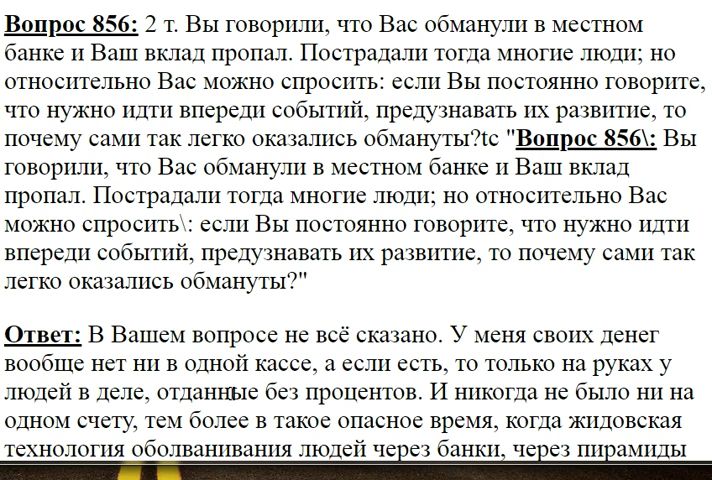 Вопрос 856: 2 т. Вы говорили, что Вас обманули в местном
банке и Ваш вклад пропал. Пострадали тогда многие люди; но
относительно Вас можно спросить: если Вы постоянно говорите,
что нужно идти впереди событий, предузнавать их развитие, то
почему сами так легко оказались обмануты?tc "Вопрос 856\: Вы
говорили, что Вас обманули в местном банке и Ваш вклад
пропал. Пострадали тогда многие люди; но относительно Вас
можно спросить\: если Вы постоянно говорите, что нужно идти
впереди событий, предузнавать их развитие, то почему сами так
легко оказались обмануты?"
Ответ: В Вашем вопросе не всё сказано. У меня своих денег
вообще нет ни в одной кассе, а если есть, то только на руках у
людей в деле, отданные без процентов. И никогда не было ни на
одном счету, тем более в такое опасное время, когда жидовская
технология оболванивания людей через банки, через пирамиды